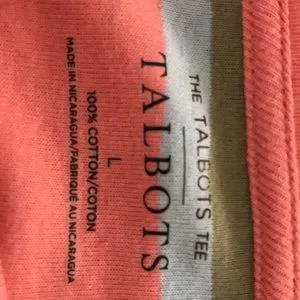 THE TALBOTS TEE
TALBOTS
L
100% COTTON/COTON
MADE IN NICARAGUA/FABRIQUÉ AU NICARAGUA